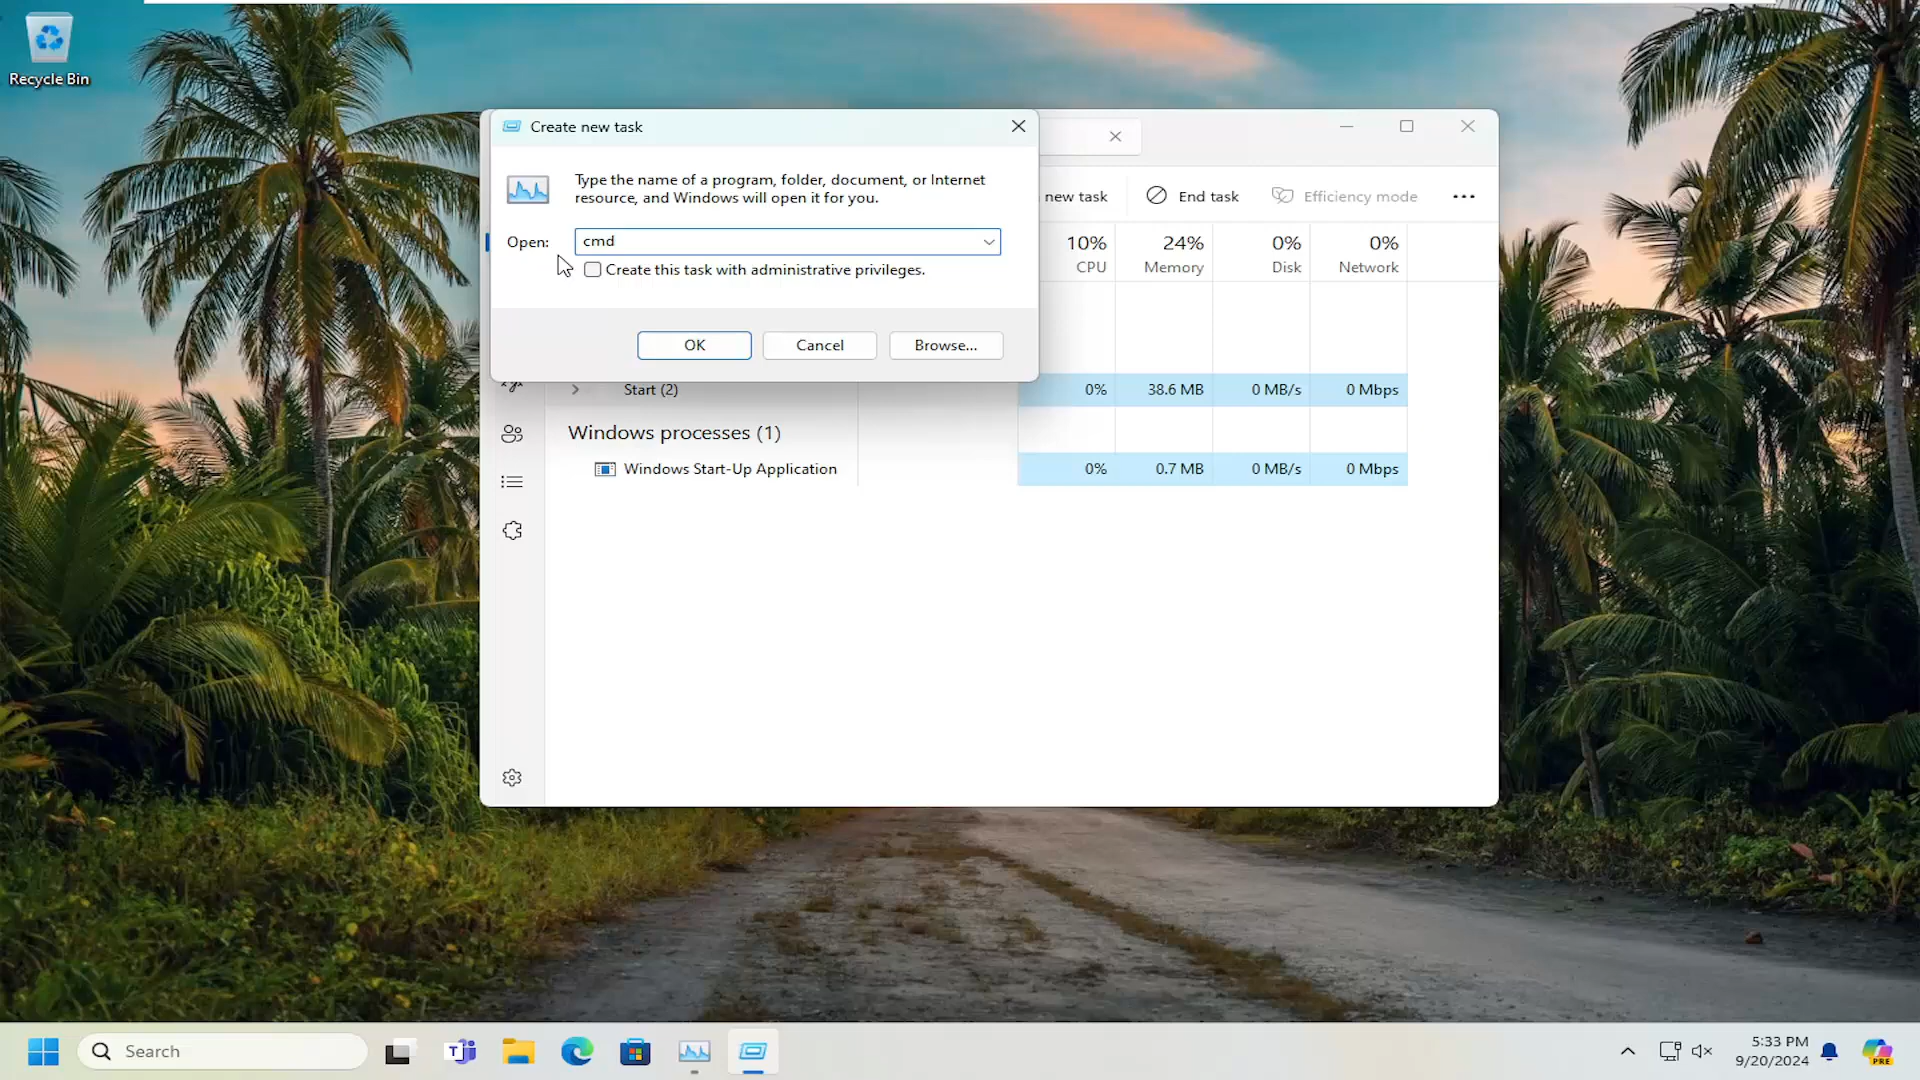 Recycle Bin
Create new task
Type the name of a program, folder, document, or Internet
resource, and Windows will open it for you.
Open: cmd
Create this task with administrative privileges.
OK Cancel Browse...
new task End task Efficiency mode
10% 24% 0% 0%
CPU Memory Disk Network
Start (2) 0% 38.6 MB 0 MB/s 0 Mbps
Windows processes (1)
Windows Start-Up Application 0% 0.7 MB 0 MB/s 0 Mbps
Search
5:33 PM
9/20/2024
PRE